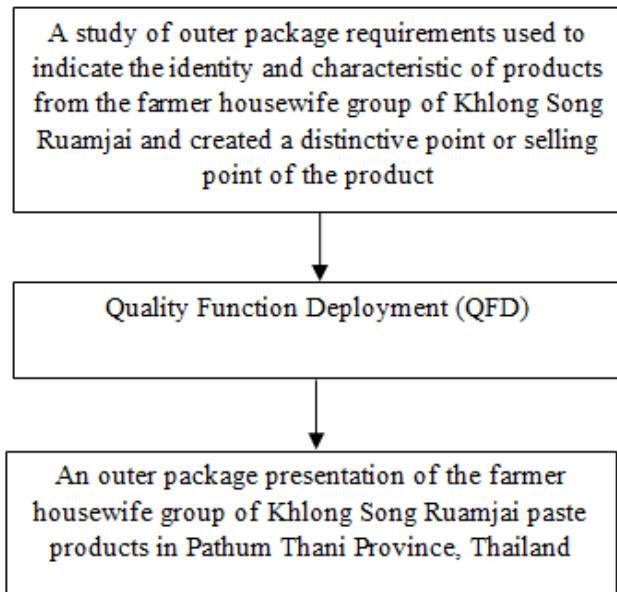 A study of outer package requirements used to
indicate the identity and characteristic of products
from the farmer housewife group of Khlong Song
Ruamjai and created a distinctive point or selling
point of the product
Quality Function Deployment (QFD)
An outer package presentation of the farmer
housewife group of Khlong Song Ruamjai paste
products in Pathum Thani Province, Thailand